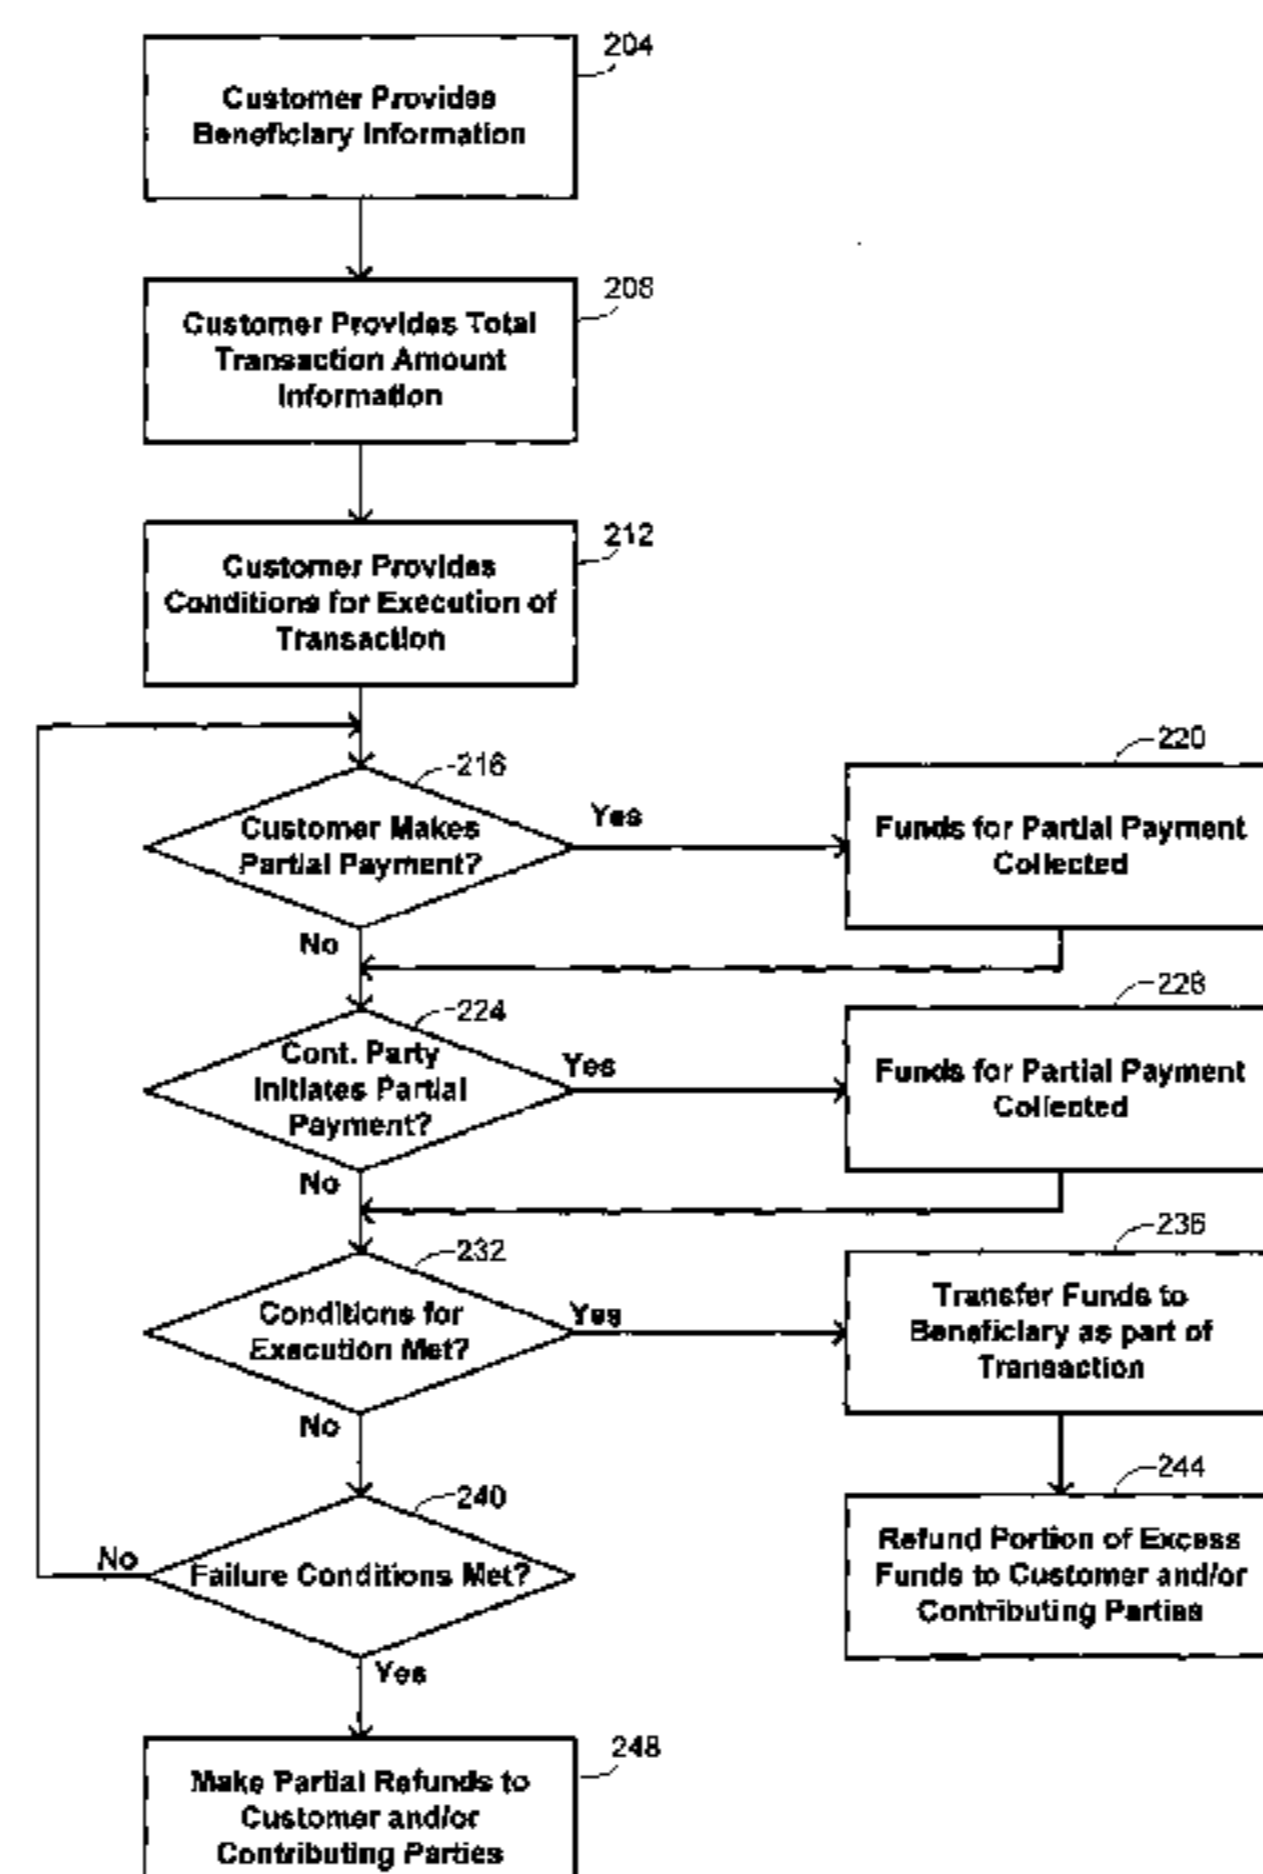 204
Customer Provides
Beneficiary Information
208
Customer Provides Total
Transaction Amount
Information
212
Customer Provides
Conditions for Execution of
Transaction
216
Customer Makes
Partial Payment?
Yes
No
220
Funds for Partial Payment
Collected
224
Cont. Party
Initiates Partial
Payment?
Yes
No
228
Funds for Partial Payment
Collected
232
Conditions for
Execution Met?
Yes
No
236
Transfer Funds to
Beneficiary as part of
Transaction
240
Failure Conditions Met?
No
Yes
244
Refund Portion of Excess
Funds to Customer and/or
Contributing Parties
248
Make Partial Refunds to
Customer and/or
Contributing Parties